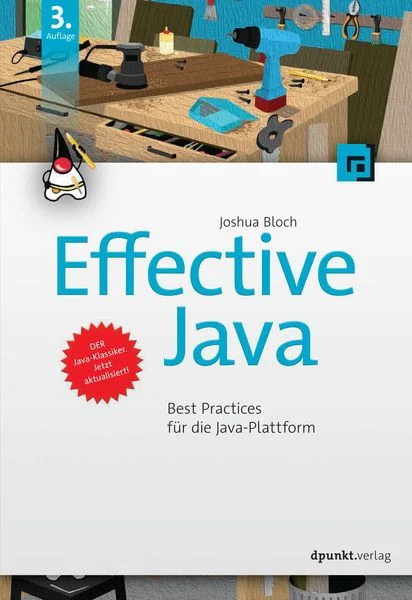 3.
Auflage
Joshua Bloch
Effective
Java
DER
Java-Klassiker.
Jetzt
aktualisiert!
Best Practices
für die Java-Plattform
dpunkt.verlag